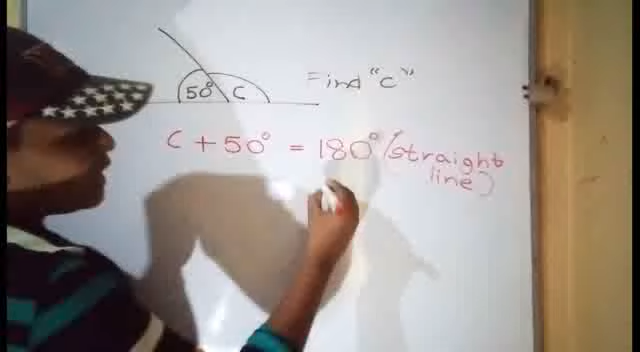 50° C
Find "C"
C + 50° = 180° (straight
line)